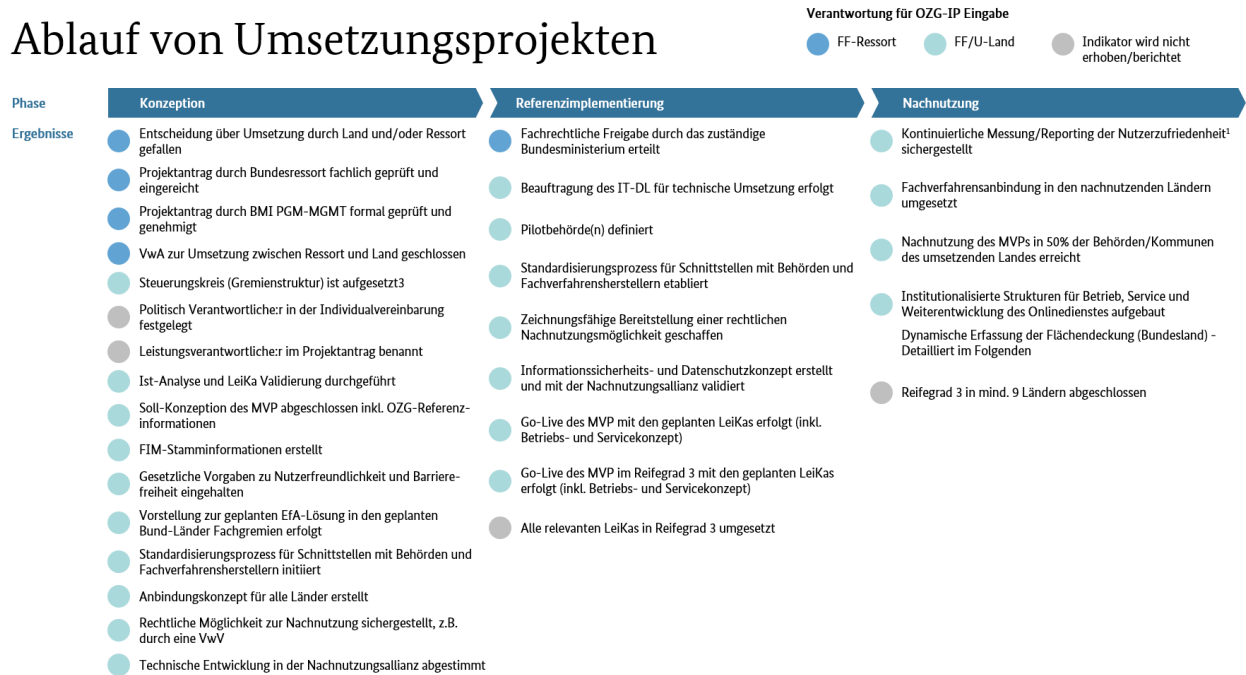 Ablauf von Umsetzungsprojekten
Verantwortung für OZG-IP Eingabe
FF-Ressort
FF/U-Land
Indikator wird nicht
erhoben/berichtet
Phase
Konzeption
Referenzimplementierung
Nachnutzung
Ergebnisse
Entscheidung über Umsetzung durch Land und/oder Ressort
gefallen
Projektantrag durch Bundesressort fachlich geprüft und
eingereicht
Projektantrag durch BMI PGM-MGMT formal geprüft und
genehmigt
VwA zur Umsetzung zwischen Ressort und Land geschlossen
Steuerungskreis (Gremienstruktur) ist aufgesetzt3
Politisch Verantwortliche:r in der Individualvereinbarung
festgelegt
Leistungsverantwortliche:r im Projektantrag benannt
Ist-Analyse und LeiKa Validierung durchgeführt
Soll-Konzeption des MVP abgeschlossen inkl. OZG-Referenz-
informationen
FIM-Stamminformationen erstellt
Gesetzliche Vorgaben zu Nutzerfreundlichkeit und Barriere-
freiheit eingehalten
Vorstellung zur geplanten EfA-Lösung in den geplanten
Bund-Länder Fachgremien erfolgt
Standardisierungsprozess für Schnittstellen mit Behörden und
Fachverfahrensherstellern initiiert
Anbindungskonzept für alle Länder erstellt
Rechtliche Möglichkeit zur Nachnutzung sichergestellt, z.B.
durch eine VwV
Technische Entwicklung in der Nachnutzungsallianz abgestimmt
Fachrechtliche Freigabe durch das zuständige
Bundesministerium erteilt
Beauftragung des IT-DL für technische Umsetzung erfolgt
Pilotbehörde(n) definiert
Standardisierungsprozess für Schnittstellen mit Behörden und
Fachverfahrensherstellern etabliert
Zeichnungsfähige Bereitstellung einer rechtlichen
Nachnutzungsmöglichkeit geschaffen
Informationssicherheits- und Datenschutzkonzept erstellt
und mit der Nachnutzungsallianz validiert
Go-Live des MVP mit den geplanten LeiKas erfolgt (inkl.
Betriebs- und Servicekonzept)
Go-Live des MVP im Reifegrad 3 mit den geplanten LeiKas
erfolgt (inkl. Betriebs- und Servicekonzept)
Alle relevanten LeiKas in Reifegrad 3 umgesetzt
Kontinuierliche Messung/Reporting der Nutzerzufriedenheit¹
sichergestellt
Fachverfahrensanbindung in den nachnutzenden Ländern
umgesetzt
Nachnutzung des MVPs in 50% der Behörden/Kommunen
des umsetzenden Landes erreicht
Institutionalisierte Strukturen für Betrieb, Service und
Weiterentwicklung des Onlinedienstes aufgebaut
Dynamische Erfassung der Flächendeckung (Bundesland) -
Detailliert im Folgenden
Reifegrad 3 in mind. 9 Ländern abgeschlossen